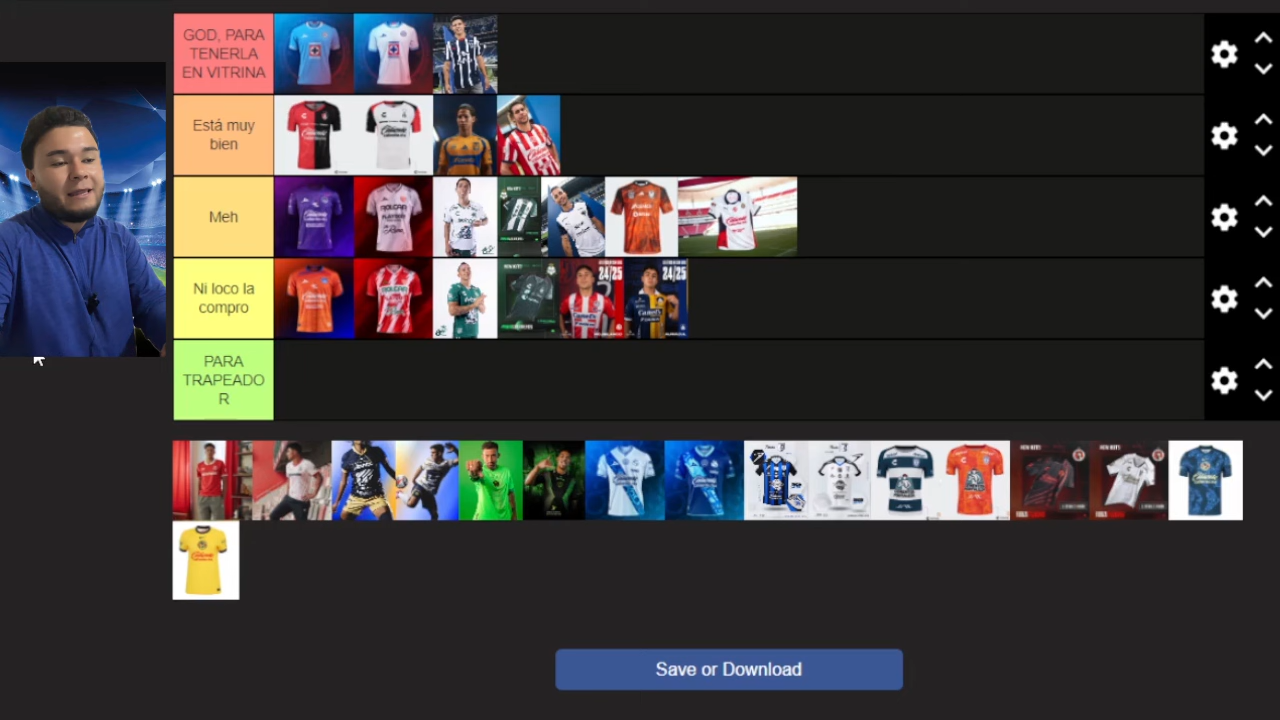 GOD, PARA
TENERLA
EN VITRINA
Está muy
bien
Meh
Ni loco la
compro
24/25
24/25
PARA
TRAPEADO
R
Save or Download